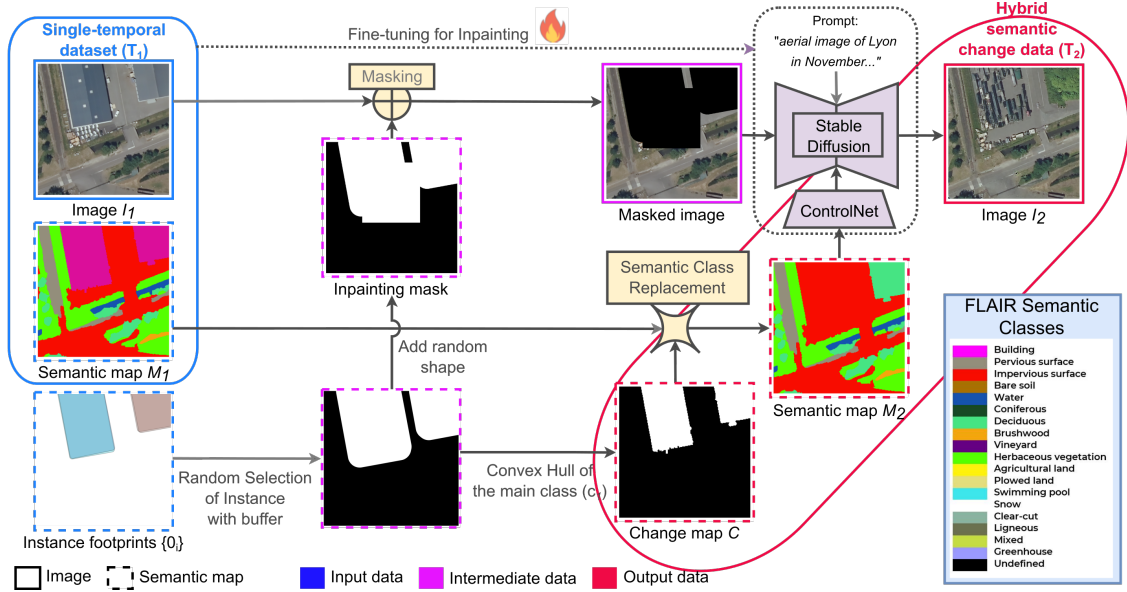 Single-temporal
dataset (T₁)
Fine-tuning for Inpainting
Prompt:
"aerial image of Lyon
in November..."
Hybrid
semantic
change data (T₂)
Masking
Stable
Diffusion
ControlNet
Image I₁
Masked image
Image I₂
Inpainting mask
Semantic Class
Replacement
Add random
shape
Semantic map M₁
Semantic map M₂
Random Selection
of Instance
with buffer
Convex Hull of
the main class (c₁)
Instance footprints {0ᵢ}
Change map C
FLAIR Semantic
Classes
Building
Pervious surface
Impervious surface
Bare soil
Water
Coniferous
Deciduous
Brushwood
Vineyard
Herbaceous vegetation
Agricultural land
Plowed land
Swimming pool
Snow
Clear-cut
Ligneous
Mixed
Greenhouse
Undefined
Image
Semantic map
Input data
Intermediate data
Output data